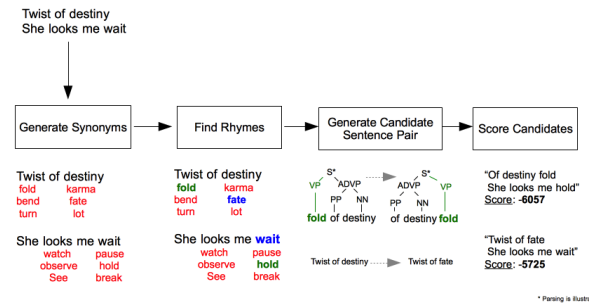 Twist of destiny
She looks me wait
Generate Synonyms
Find Rhymes
Generate Candidate
Sentence Pair
Score Candidates
Twist of destiny
fold karma
bend fate
turn lot
She looks me wait
watch pause
observe hold
See break
Twist of destiny
fold karma
bend fate
turn lot
She looks me wait
watch pause
observe hold
See break
S*
VP ADVP
PP NN
fold of destiny
S*
ADVP VP
PP NN
of destiny fold
Twist of destiny Twist of fate
“Of destiny fold
She looks me hold”
Score: -6057
“Twist of fate
She looks me wait”
Score: -5725
* Parsing is